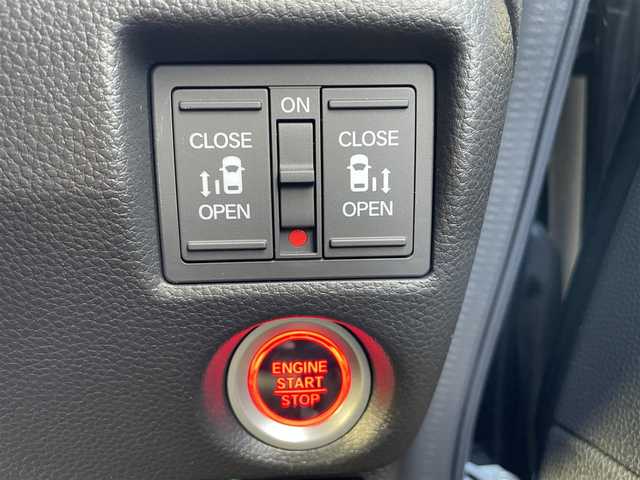 CLOSE
OPEN
ON
CLOSE
OPEN
ENGINE
START
STOP